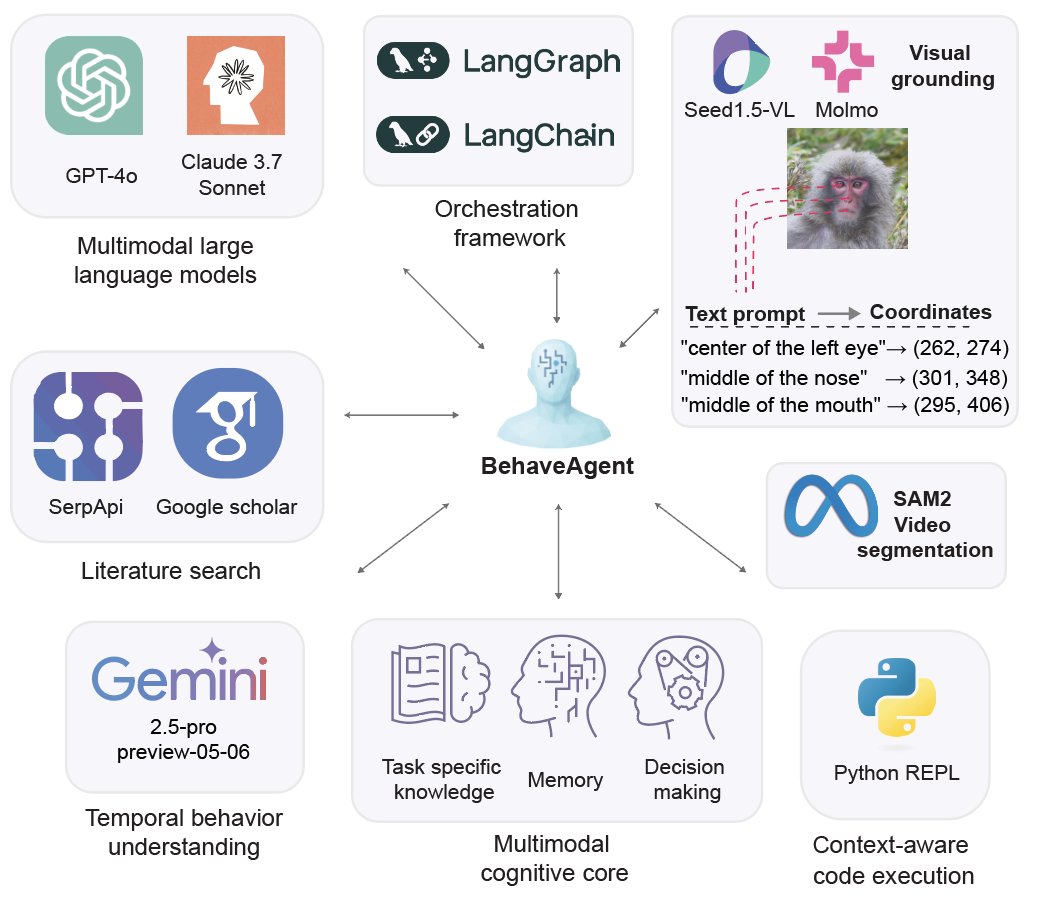 GPT-4o
Claude 3.7
Sonnet
Multimodal large
language models
LangGraph
LangChain
Orchestration
framework
Visual
grounding
Seed1.5-VL
Molmo
Text prompt → Coordinates
"center of the left eye"→ (262, 274)
"middle of the nose" → (301, 348)
"middle of the mouth" → (295, 406)
SerpApi
Google scholar
Literature search
BehaveAgent
SAM2
Video
segmentation
Gemini
2.5-pro
preview-05-06
Temporal behavior
understanding
Task specific
knowledge
Memory
Decision
making
Multimodal
cognitive core
Python REPL
Context-aware
code execution